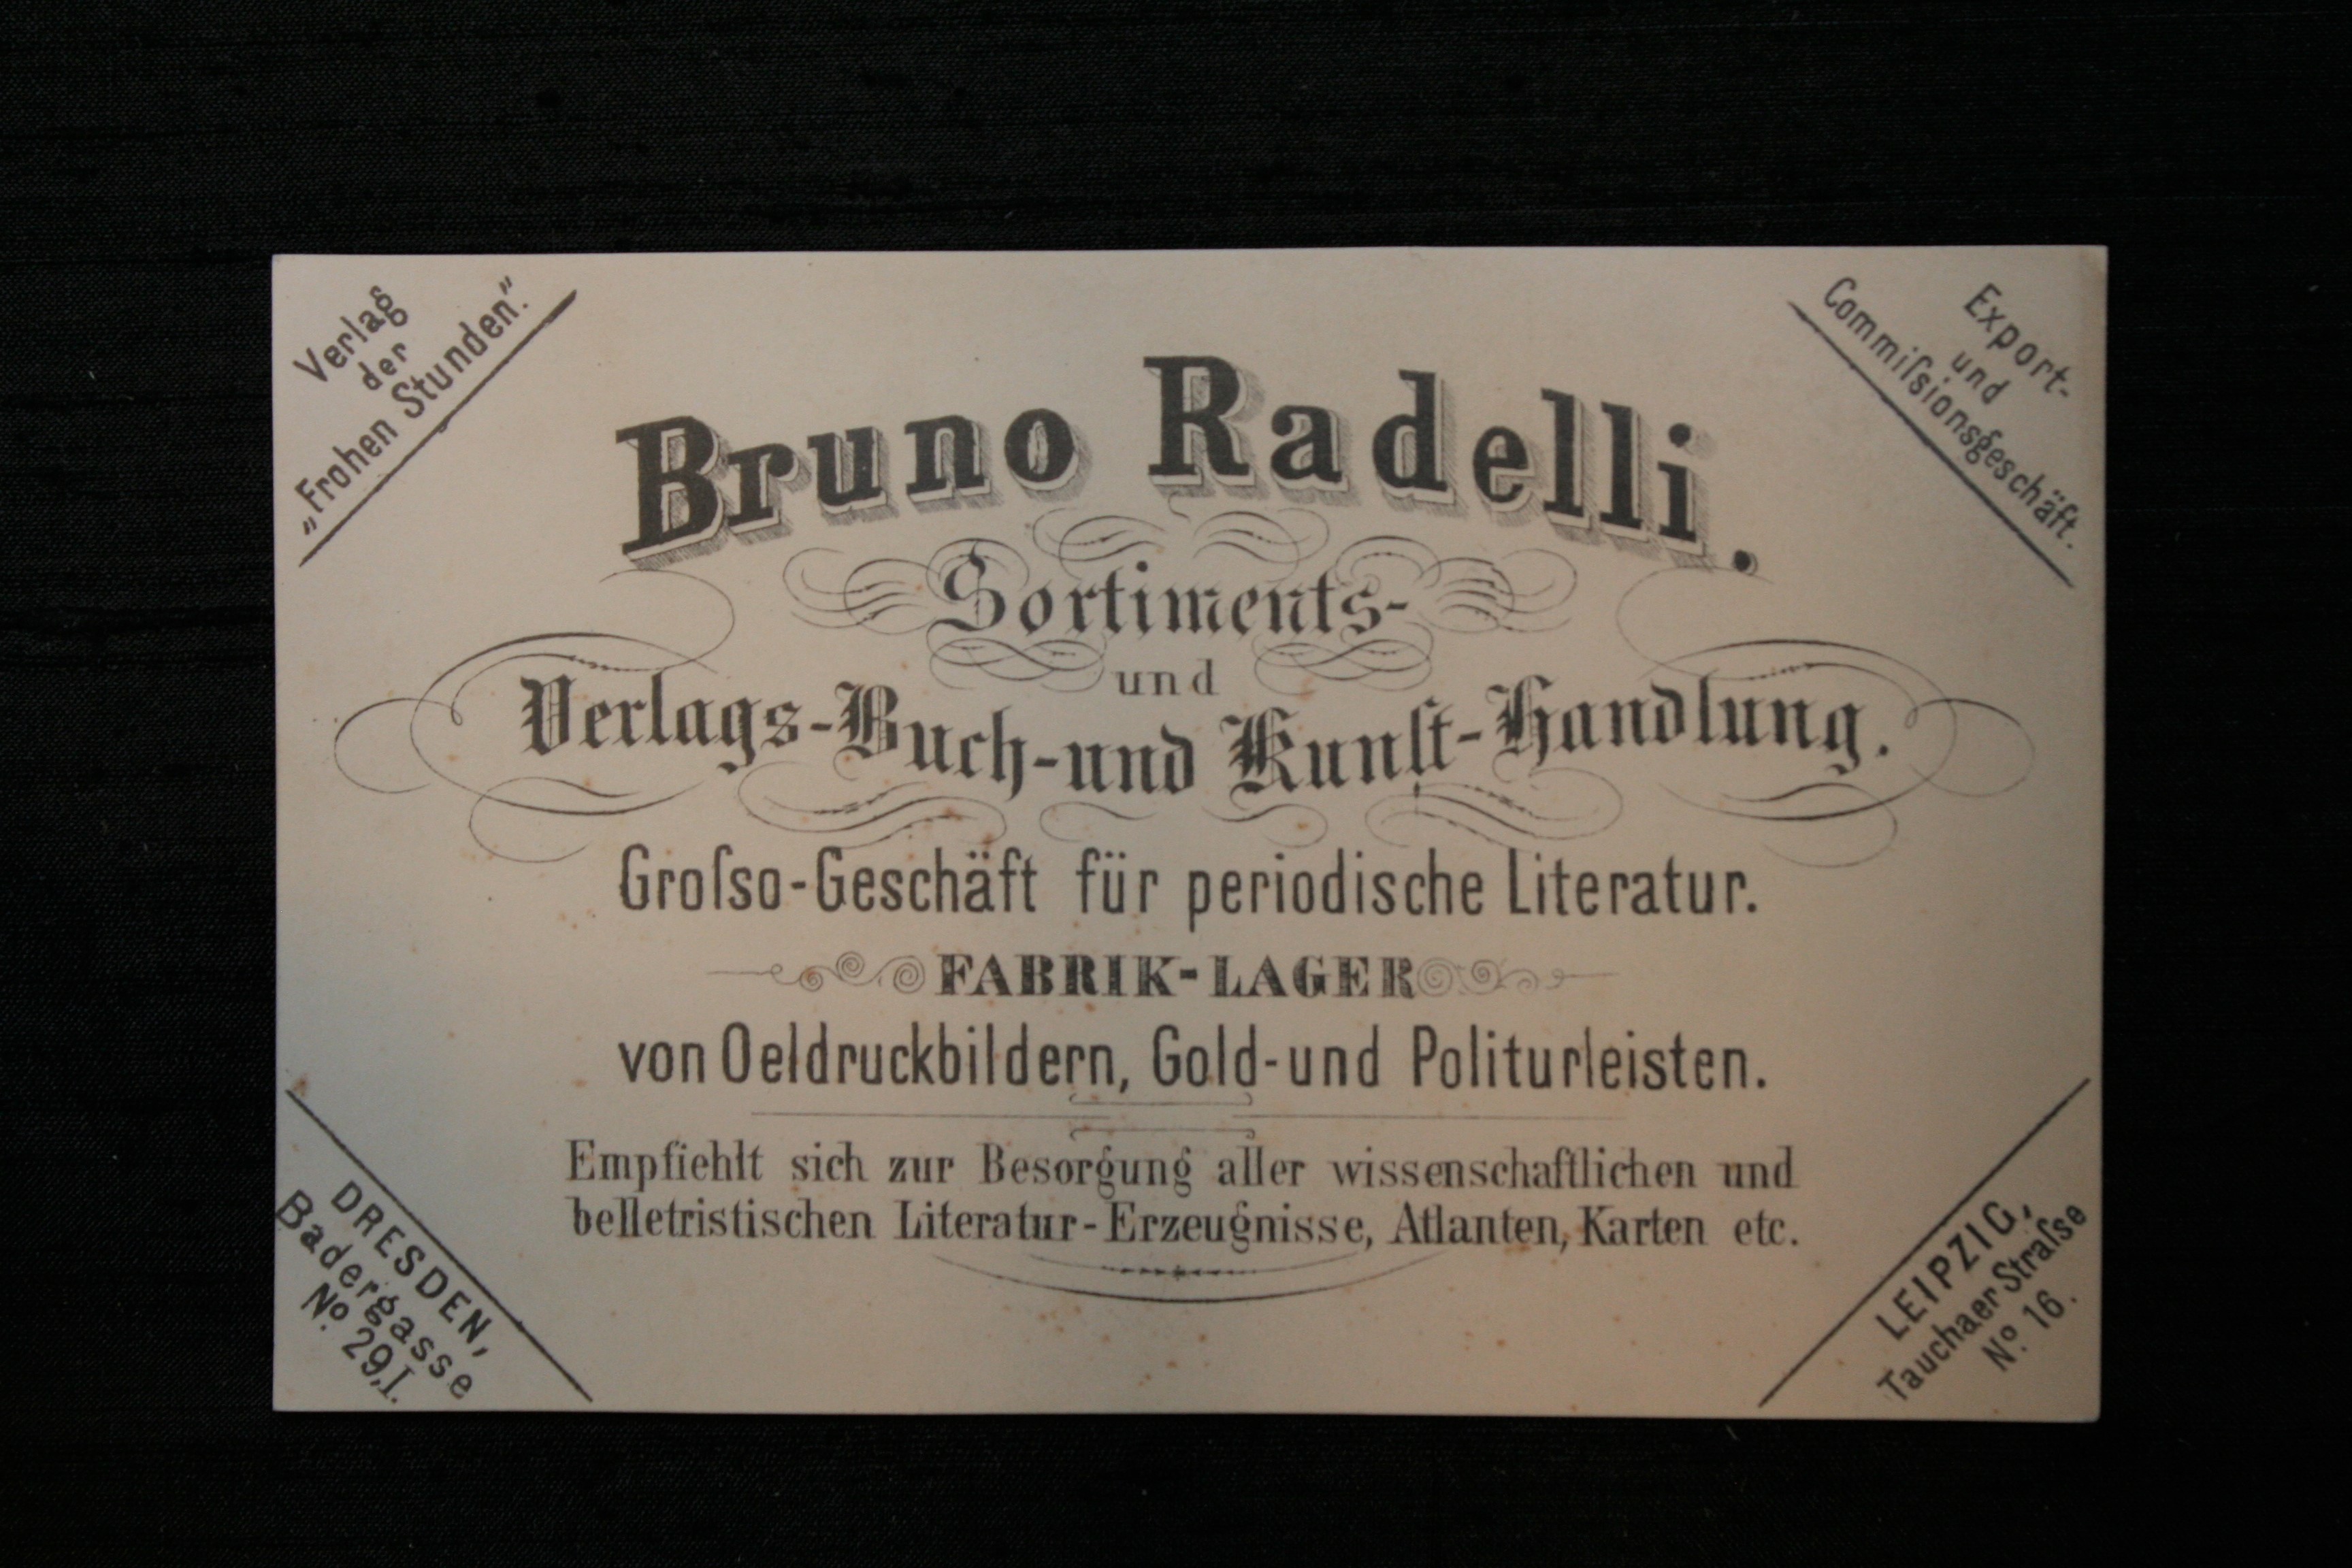 Verlag
der
„Frohen Stunden“.
Export-
und
Commiſsionsgeschäft.
Bruno Radelli.
Sortiments-
und
Verlags-Buch-und Kunſt-Handlung.
Groſso-Geschäft für periodische Literatur.
FABRIK-LAGER
von Oeldruckbildern, Gold-und Politurleisten.
Empfiehlt sich zur Besorgung aller wissenschaftlichen und
belletristischen Literatur-Erzeugnisse, Atlanten, Karten etc.
DRESDEN,
Badergasse
No. 29,I.
LEIPZIG,
Tauchaer Straſse
No. 16.